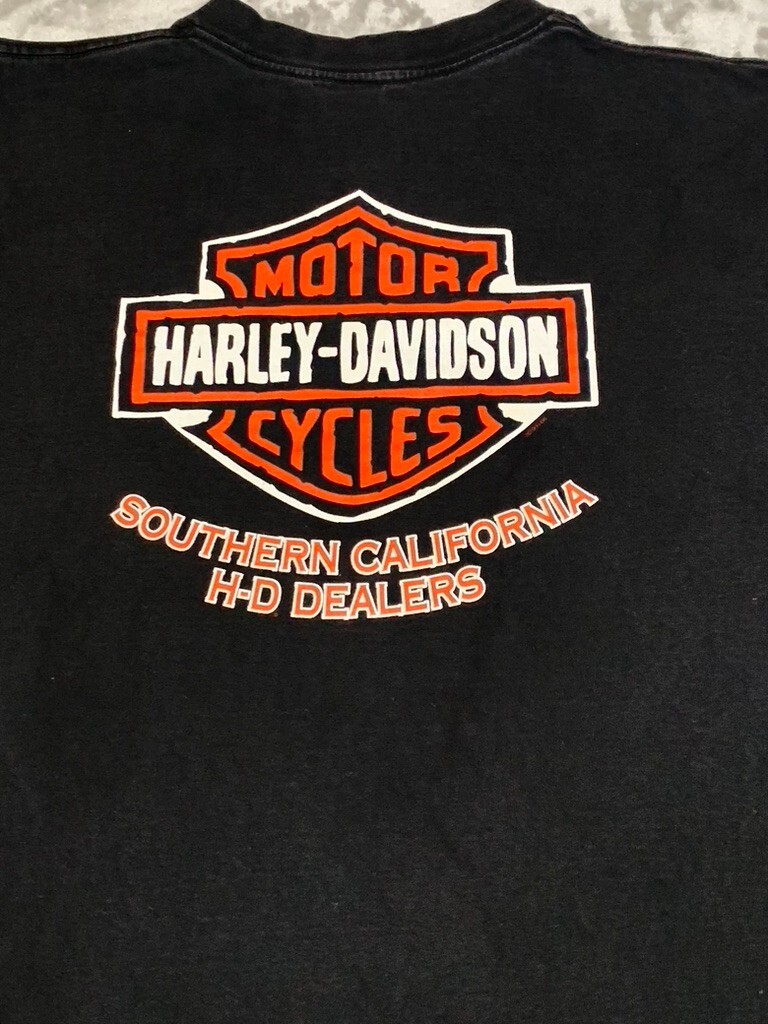 MOTOR
HARLEY-DAVIDSON
CYCLES
SOUTHERN CALIFORNIA
H-D DEALERS